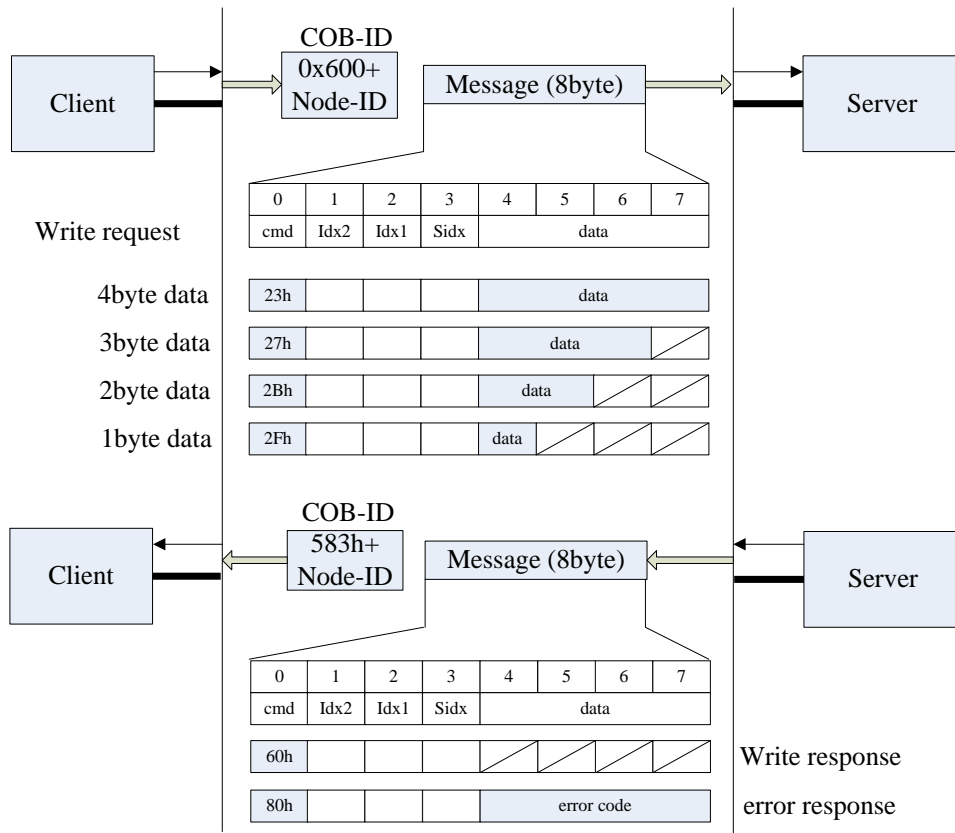 COB-ID
Client
0x600+
Node-ID
Message (8byte)
Server
0 1 2 3 4 5 6 7
Write request
cmd Idx2 Idx1 Sidx data
4byte data 23h data
3byte data 27h data
2byte data 2Bh data
1byte data 2Fh data
COB-ID
Client
583h+
Node-ID
Message (8byte)
Server
0 1 2 3 4 5 6 7
cmd Idx2 Idx1 Sidx data
60h Write response
80h error code error response